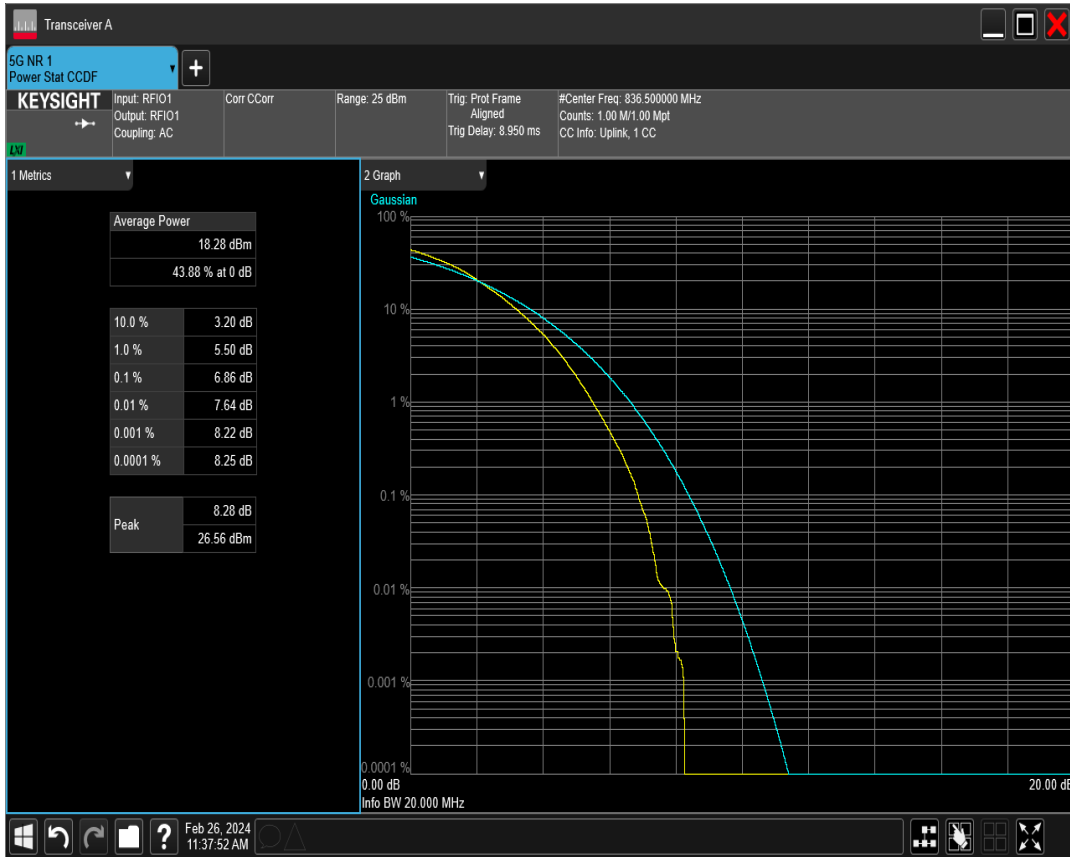 Transceiver A
5G NR 1
Power Stat CCDF
KEYSIGHT
LXI
Input: RFIO1
Output: RFIO1
Coupling: AC
Corr CCorr
Range: 25 dBm
Trig: Prot Frame
Aligned
Trig Delay: 8.950 ms
#Center Freq: 836.500000 MHz
Counts: 1.00 M/1.00 Mpt
CC Info: Uplink, 1 CC
1 Metrics
Average Power
18.28 dBm
43.88 % at 0 dB
10.0 % 3.20 dB
1.0 % 5.50 dB
0.1 % 6.86 dB
0.01 % 7.64 dB
0.001 % 8.22 dB
0.0001 % 8.25 dB
Peak
8.28 dB
26.56 dBm
2 Graph
Gaussian
100 %
10 %
1 %
0.1 %
0.01 %
0.001 %
0.0001 %
0.00 dB 20.00 dB
Info BW 20.000 MHz
?
Feb 26, 2024
11:37:52 AM